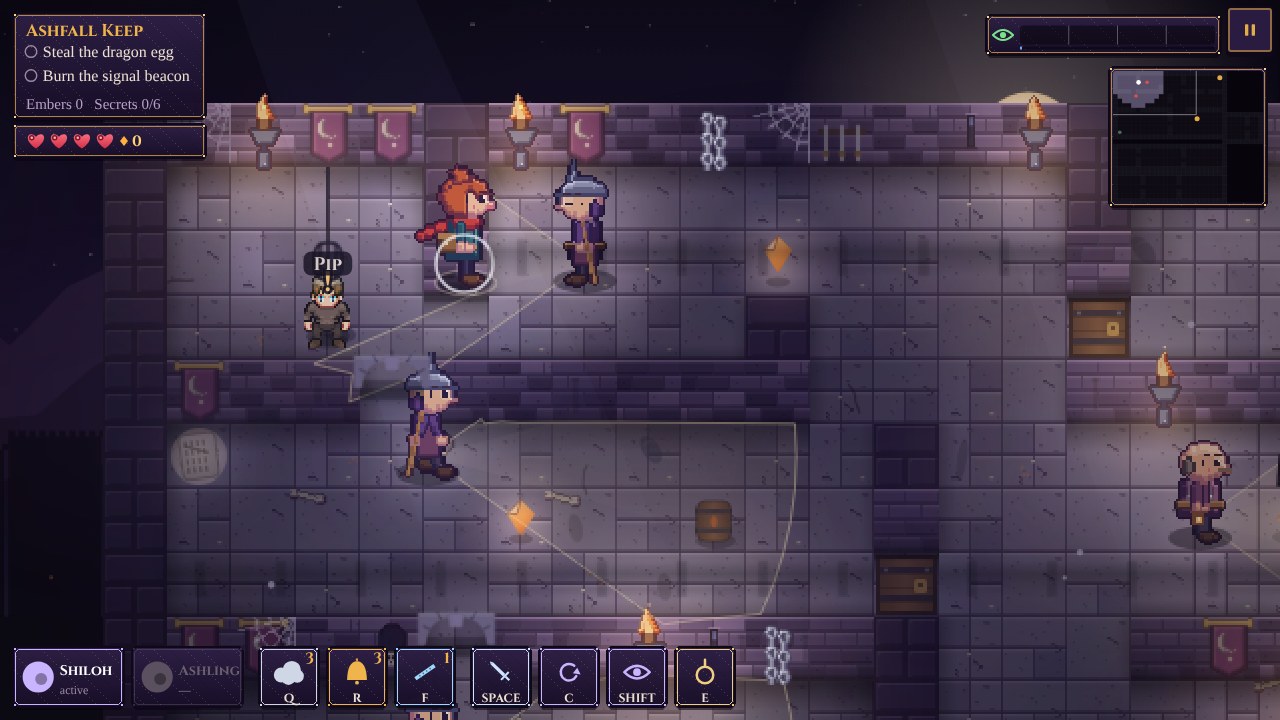 ASHFALL KEEP
Steal the dragon egg
Burn the signal beacon
Embers 0 Secrets 0/6
0
PIP
SHILOH
active
ASHLING
—
3
Q
3
R
1
F
SPACE
C
SHIFT
E